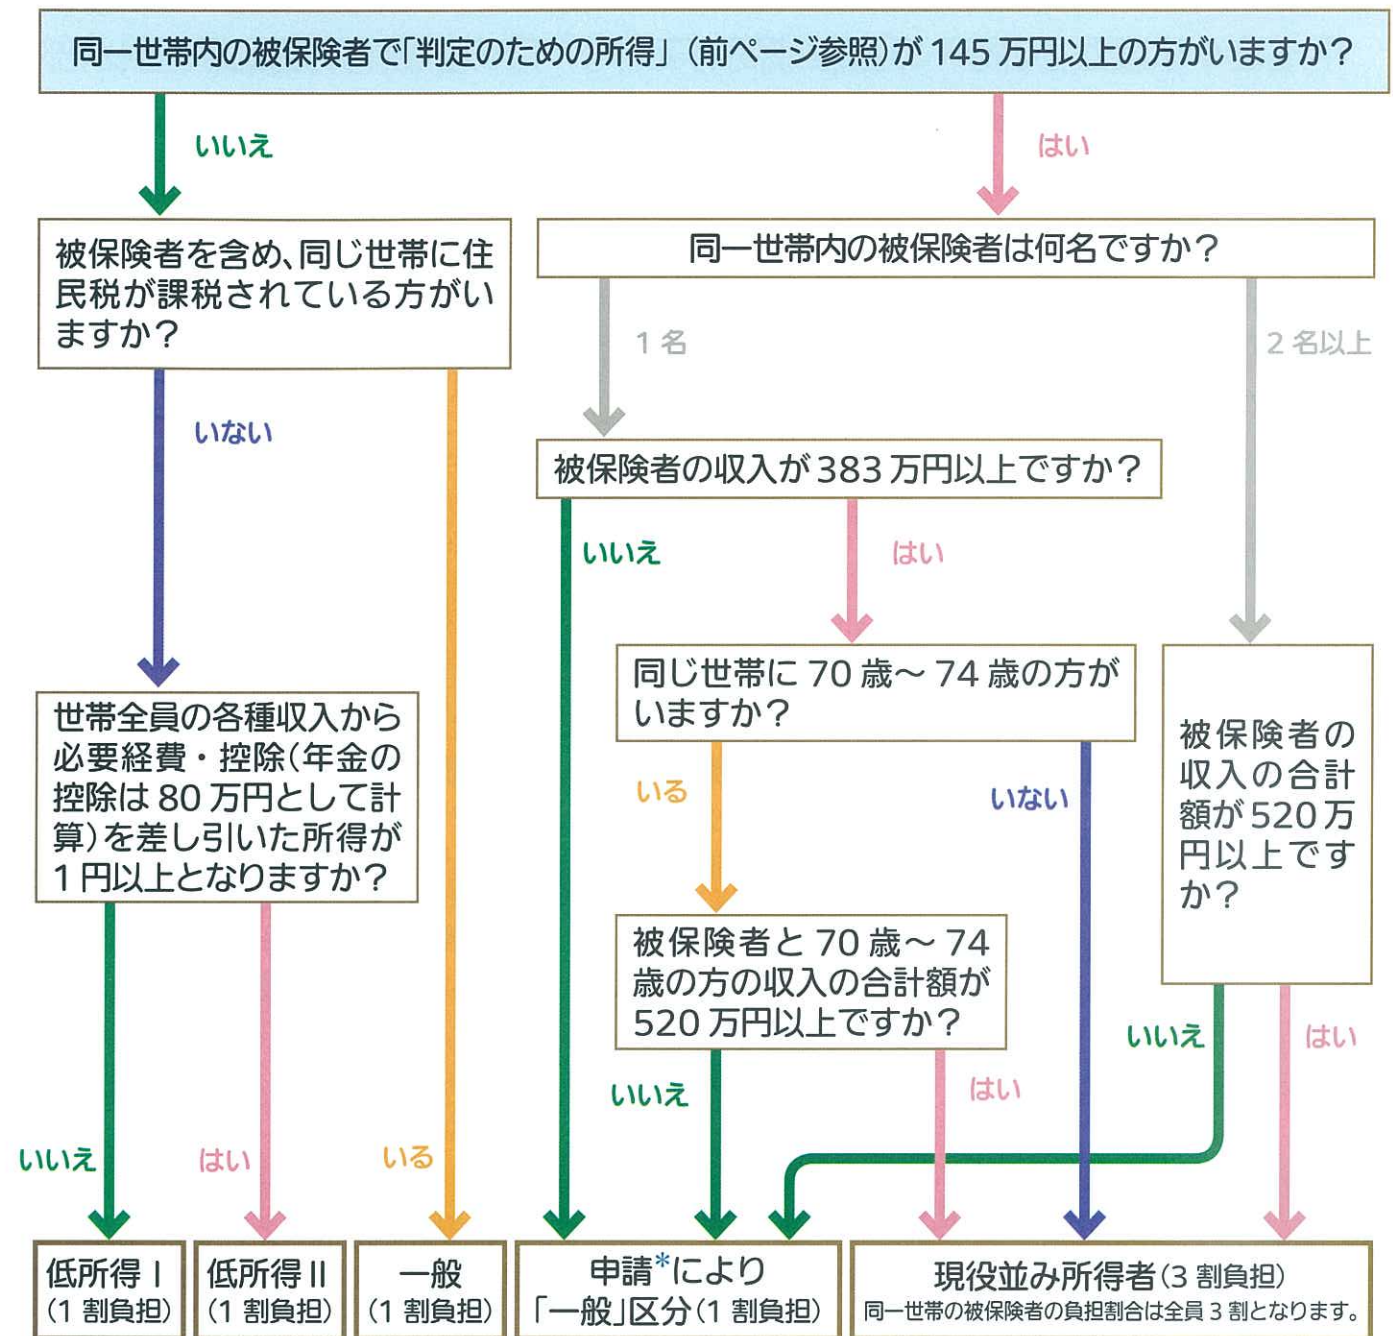 同一世帯内の被保険者で「判定のための所得」（前ページ参照）が145万円以上の方がいますか？
いいえ
はい
被保険者を含め、同じ世帯に住
民税が課税されている方がい
ますか？
同一世帯内の被保険者は何名ですか？
1名
2名以上
いない
被保険者の収入が383万円以上ですか？
いいえ
はい
同じ世帯に70歳～74歳の方が
いますか？
世帯全員の各種収入から
必要経費・控除（年金の
控除は80万円として計
算）を差し引いた所得が
1円以上となりますか？
被保険者の
収入の合計
額が520万
円以上です
か？
いる
いない
被保険者と70歳～74
歳の方の収入の合計額が
520万円以上ですか？
いいえ
はい
いいえ
はい
いいえ
はい
いる
低所得Ⅰ
（1割負担）
低所得Ⅱ
（1割負担）
一般
（1割負担）
申請*により
「一般」区分（1割負担）
現役並み所得者（3割負担）
同一世帯の被保険者の負担割合は全員3割となります。